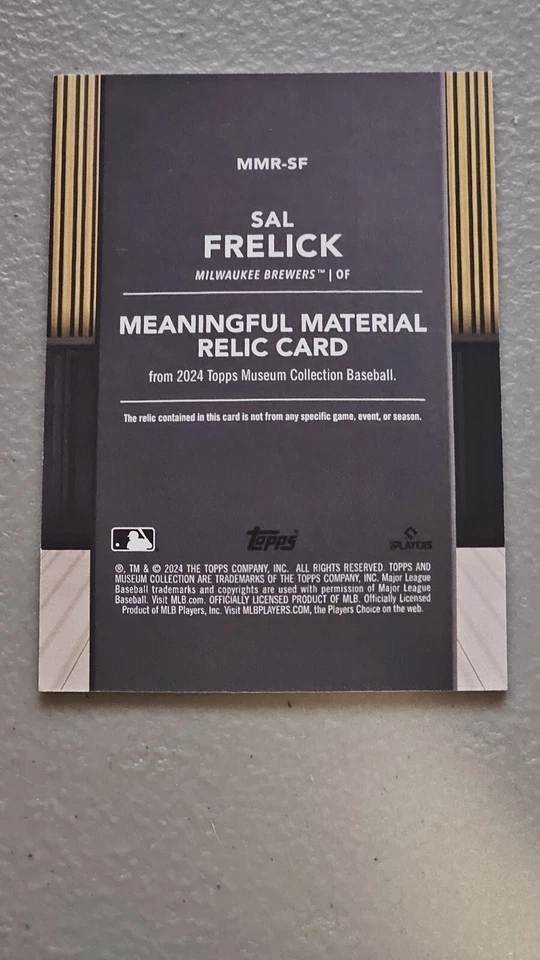 MMR-SF
SAL
FRELICK
MILWAUKEE BREWERS™ | OF
MEANINGFUL MATERIAL
RELIC CARD
from 2024 Topps Museum Collection Baseball.
The relic contained in this card is not from any specific game, event, or season.
Topps
MLB PLAYERS
®, TM & © 2024 THE TOPPS COMPANY, INC. ALL RIGHTS RESERVED. TOPPS AND
MUSEUM COLLECTION ARE TRADEMARKS OF THE TOPPS COMPANY, INC. Major League
Baseball trademarks and copyrights are used with permission of Major League
Baseball. Visit MLB.com. OFFICIALLY LICENSED PRODUCT OF MLB. Officially Licensed
Product of MLB Players, Inc. Visit MLBPLAYERS.COM, the Players Choice on the web.